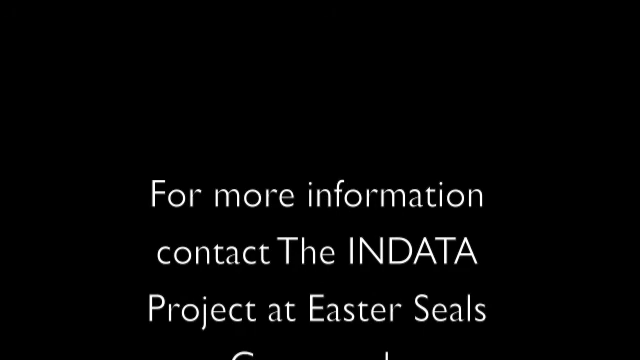 For more information
contact The INDATA
Project at Easter Seals